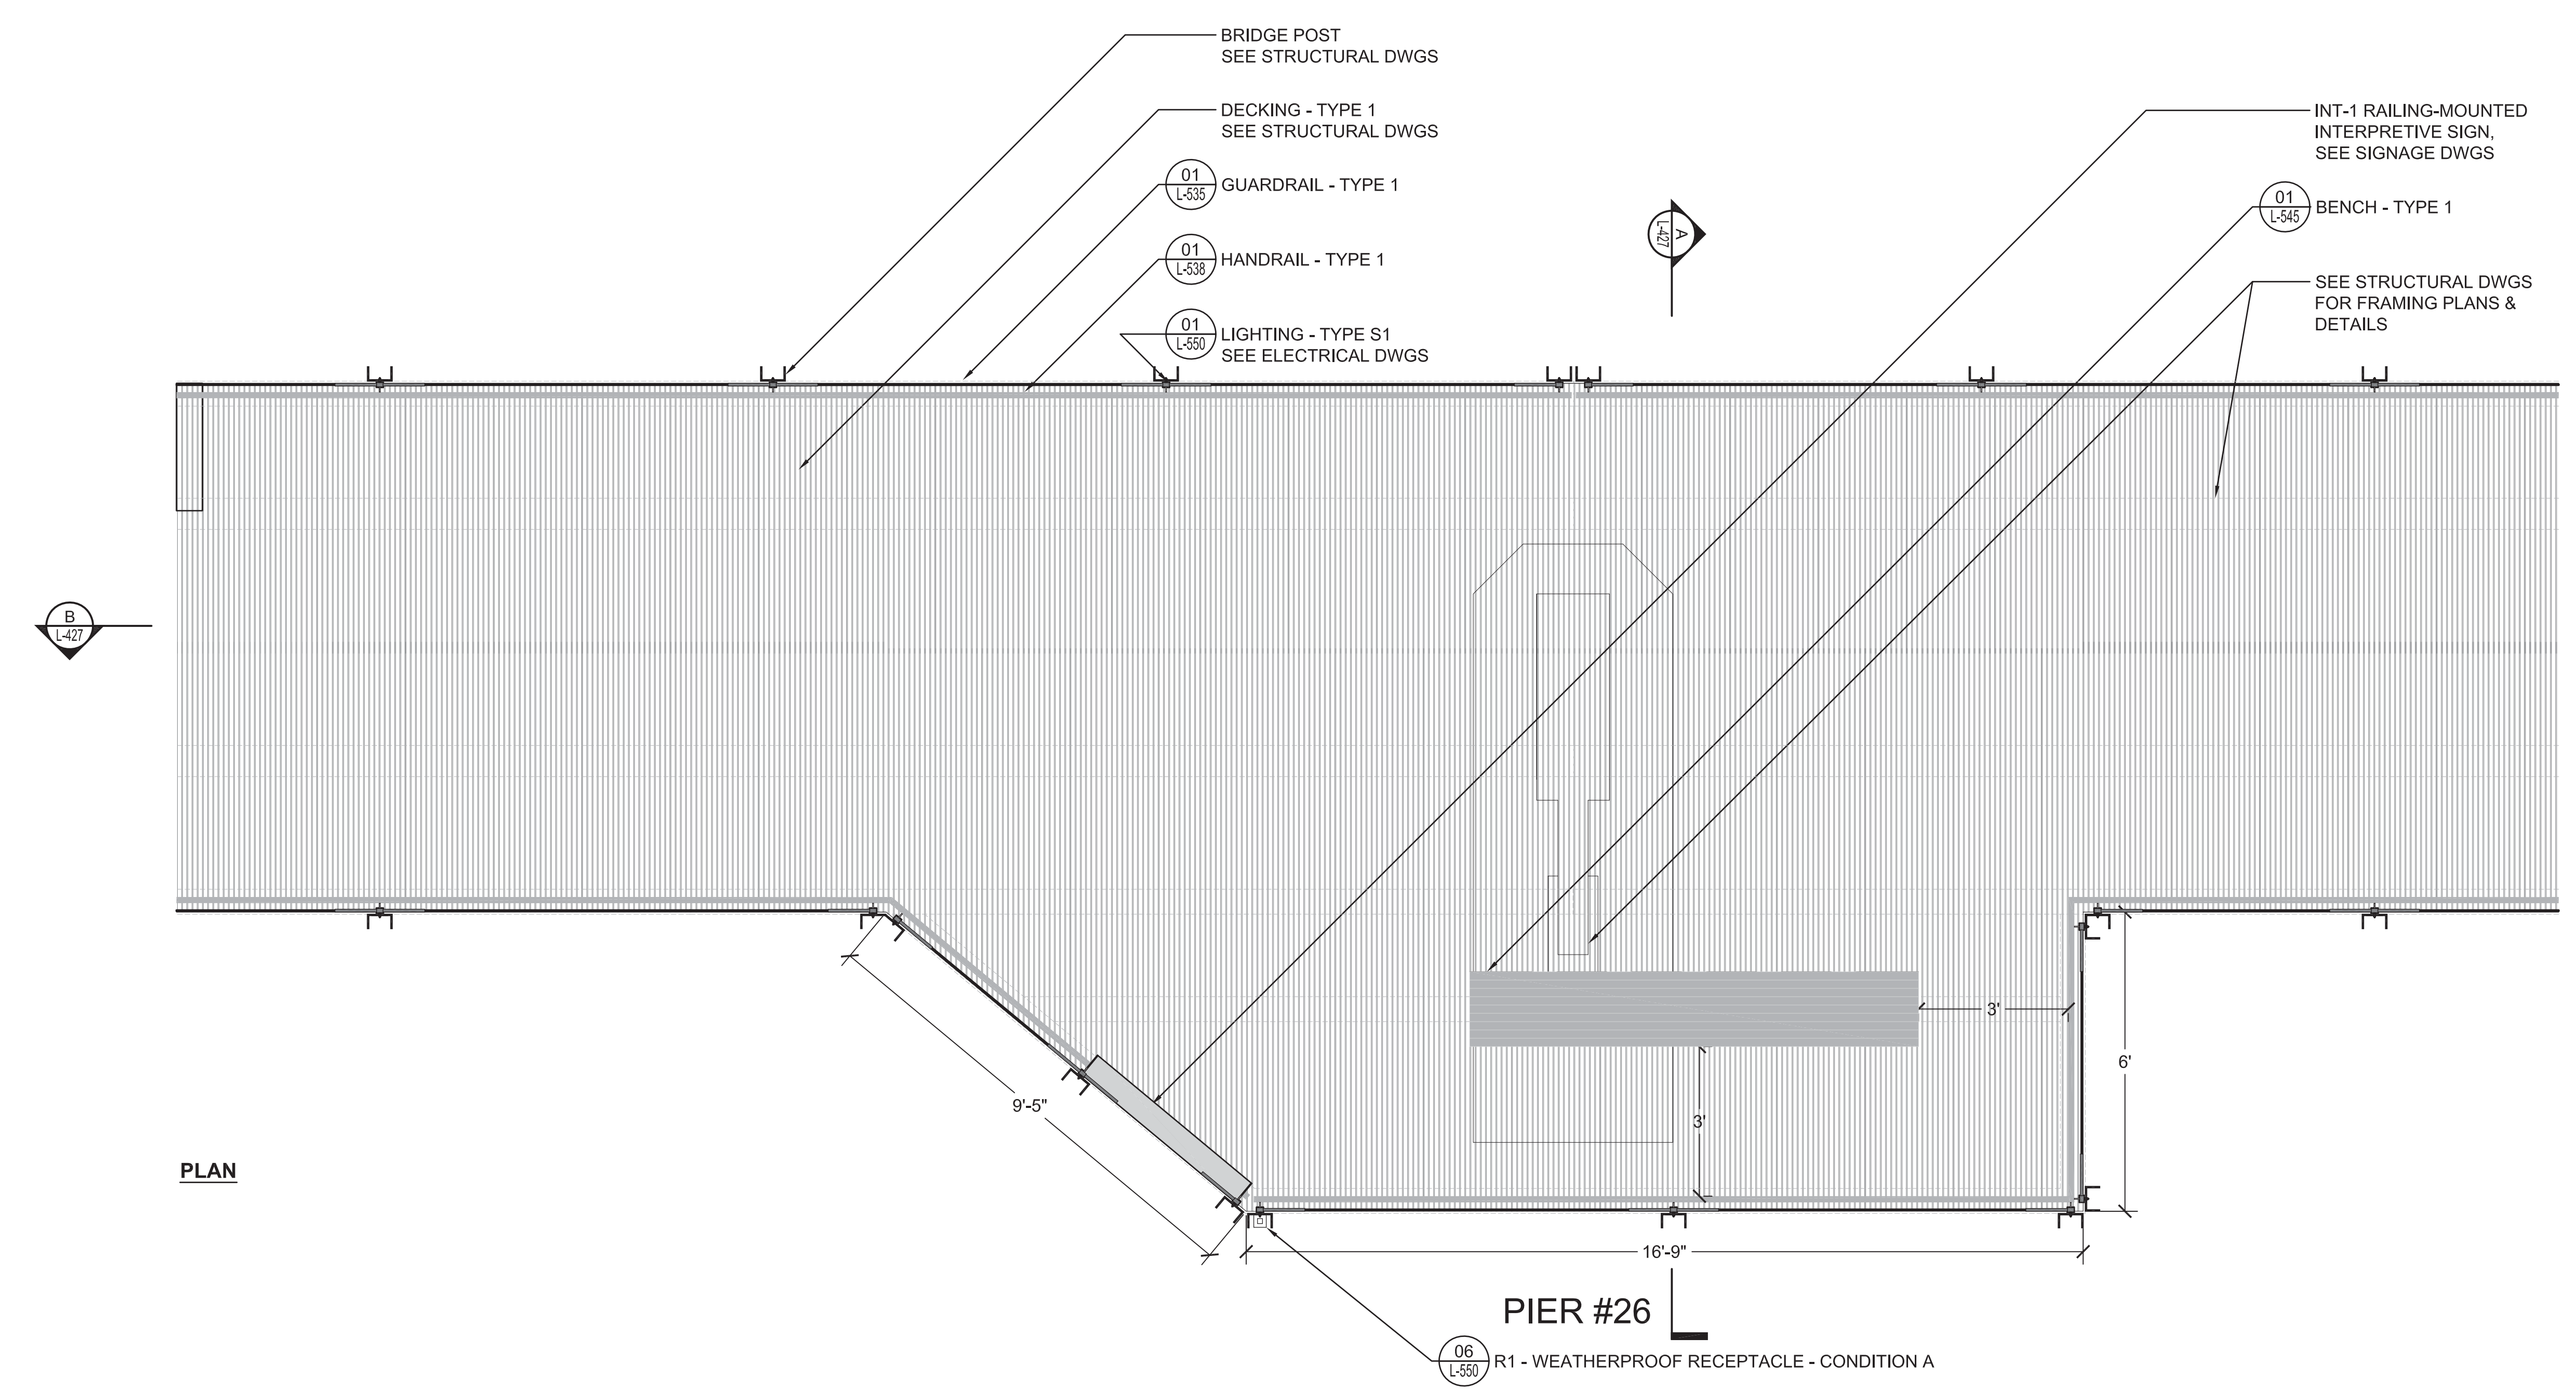 BRIDGE POST
SEE STRUCTURAL DWGS
DECKING - TYPE 1
SEE STRUCTURAL DWGS
01
L-535
GUARDRAIL - TYPE 1
01
L-538
HANDRAIL - TYPE 1
01
L-550
LIGHTING - TYPE S1
SEE ELECTRICAL DWGS
A
L-427
INT-1 RAILING-MOUNTED
INTERPRETIVE SIGN,
SEE SIGNAGE DWGS
01
L-545
BENCH - TYPE 1
SEE STRUCTURAL DWGS
FOR FRAMING PLANS &
DETAILS
B
L-427
3'
6'
3'
9'-5"
PLAN
16'-9"
PIER #26
06
L-550
R1 - WEATHERPROOF RECEPTACLE - CONDITION A